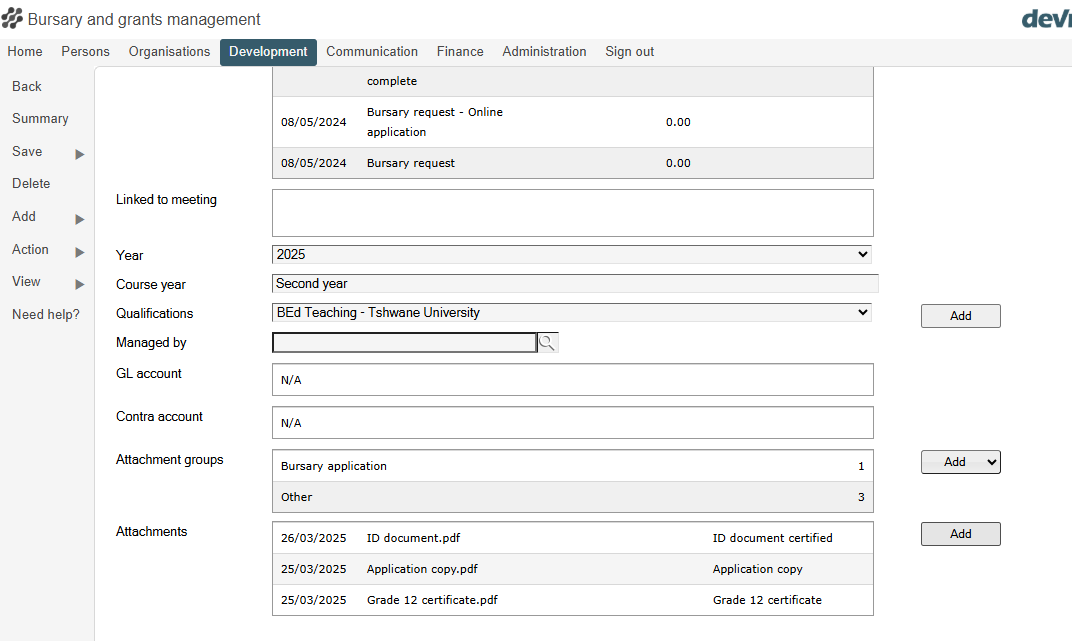 Bursary and grants management
Home Persons Organisations Development Communication Finance Administration Sign out
Back
Summary
Save
Delete
Add
Action
View
Need help?
complete
08/05/2024 Bursary request - Online application 0.00
08/05/2024 Bursary request 0.00
Linked to meeting
Year 2025
Course year Second year
Qualifications BEd Teaching - Tshwane University Add
Managed by
GL account N/A
Contra account N/A
Attachment groups Bursary application 1 Add
Other 3
Attachments 26/03/2025 ID document.pdf ID document certified Add
25/03/2025 Application copy.pdf Application copy
25/03/2025 Grade 12 certificate.pdf Grade 12 certificate